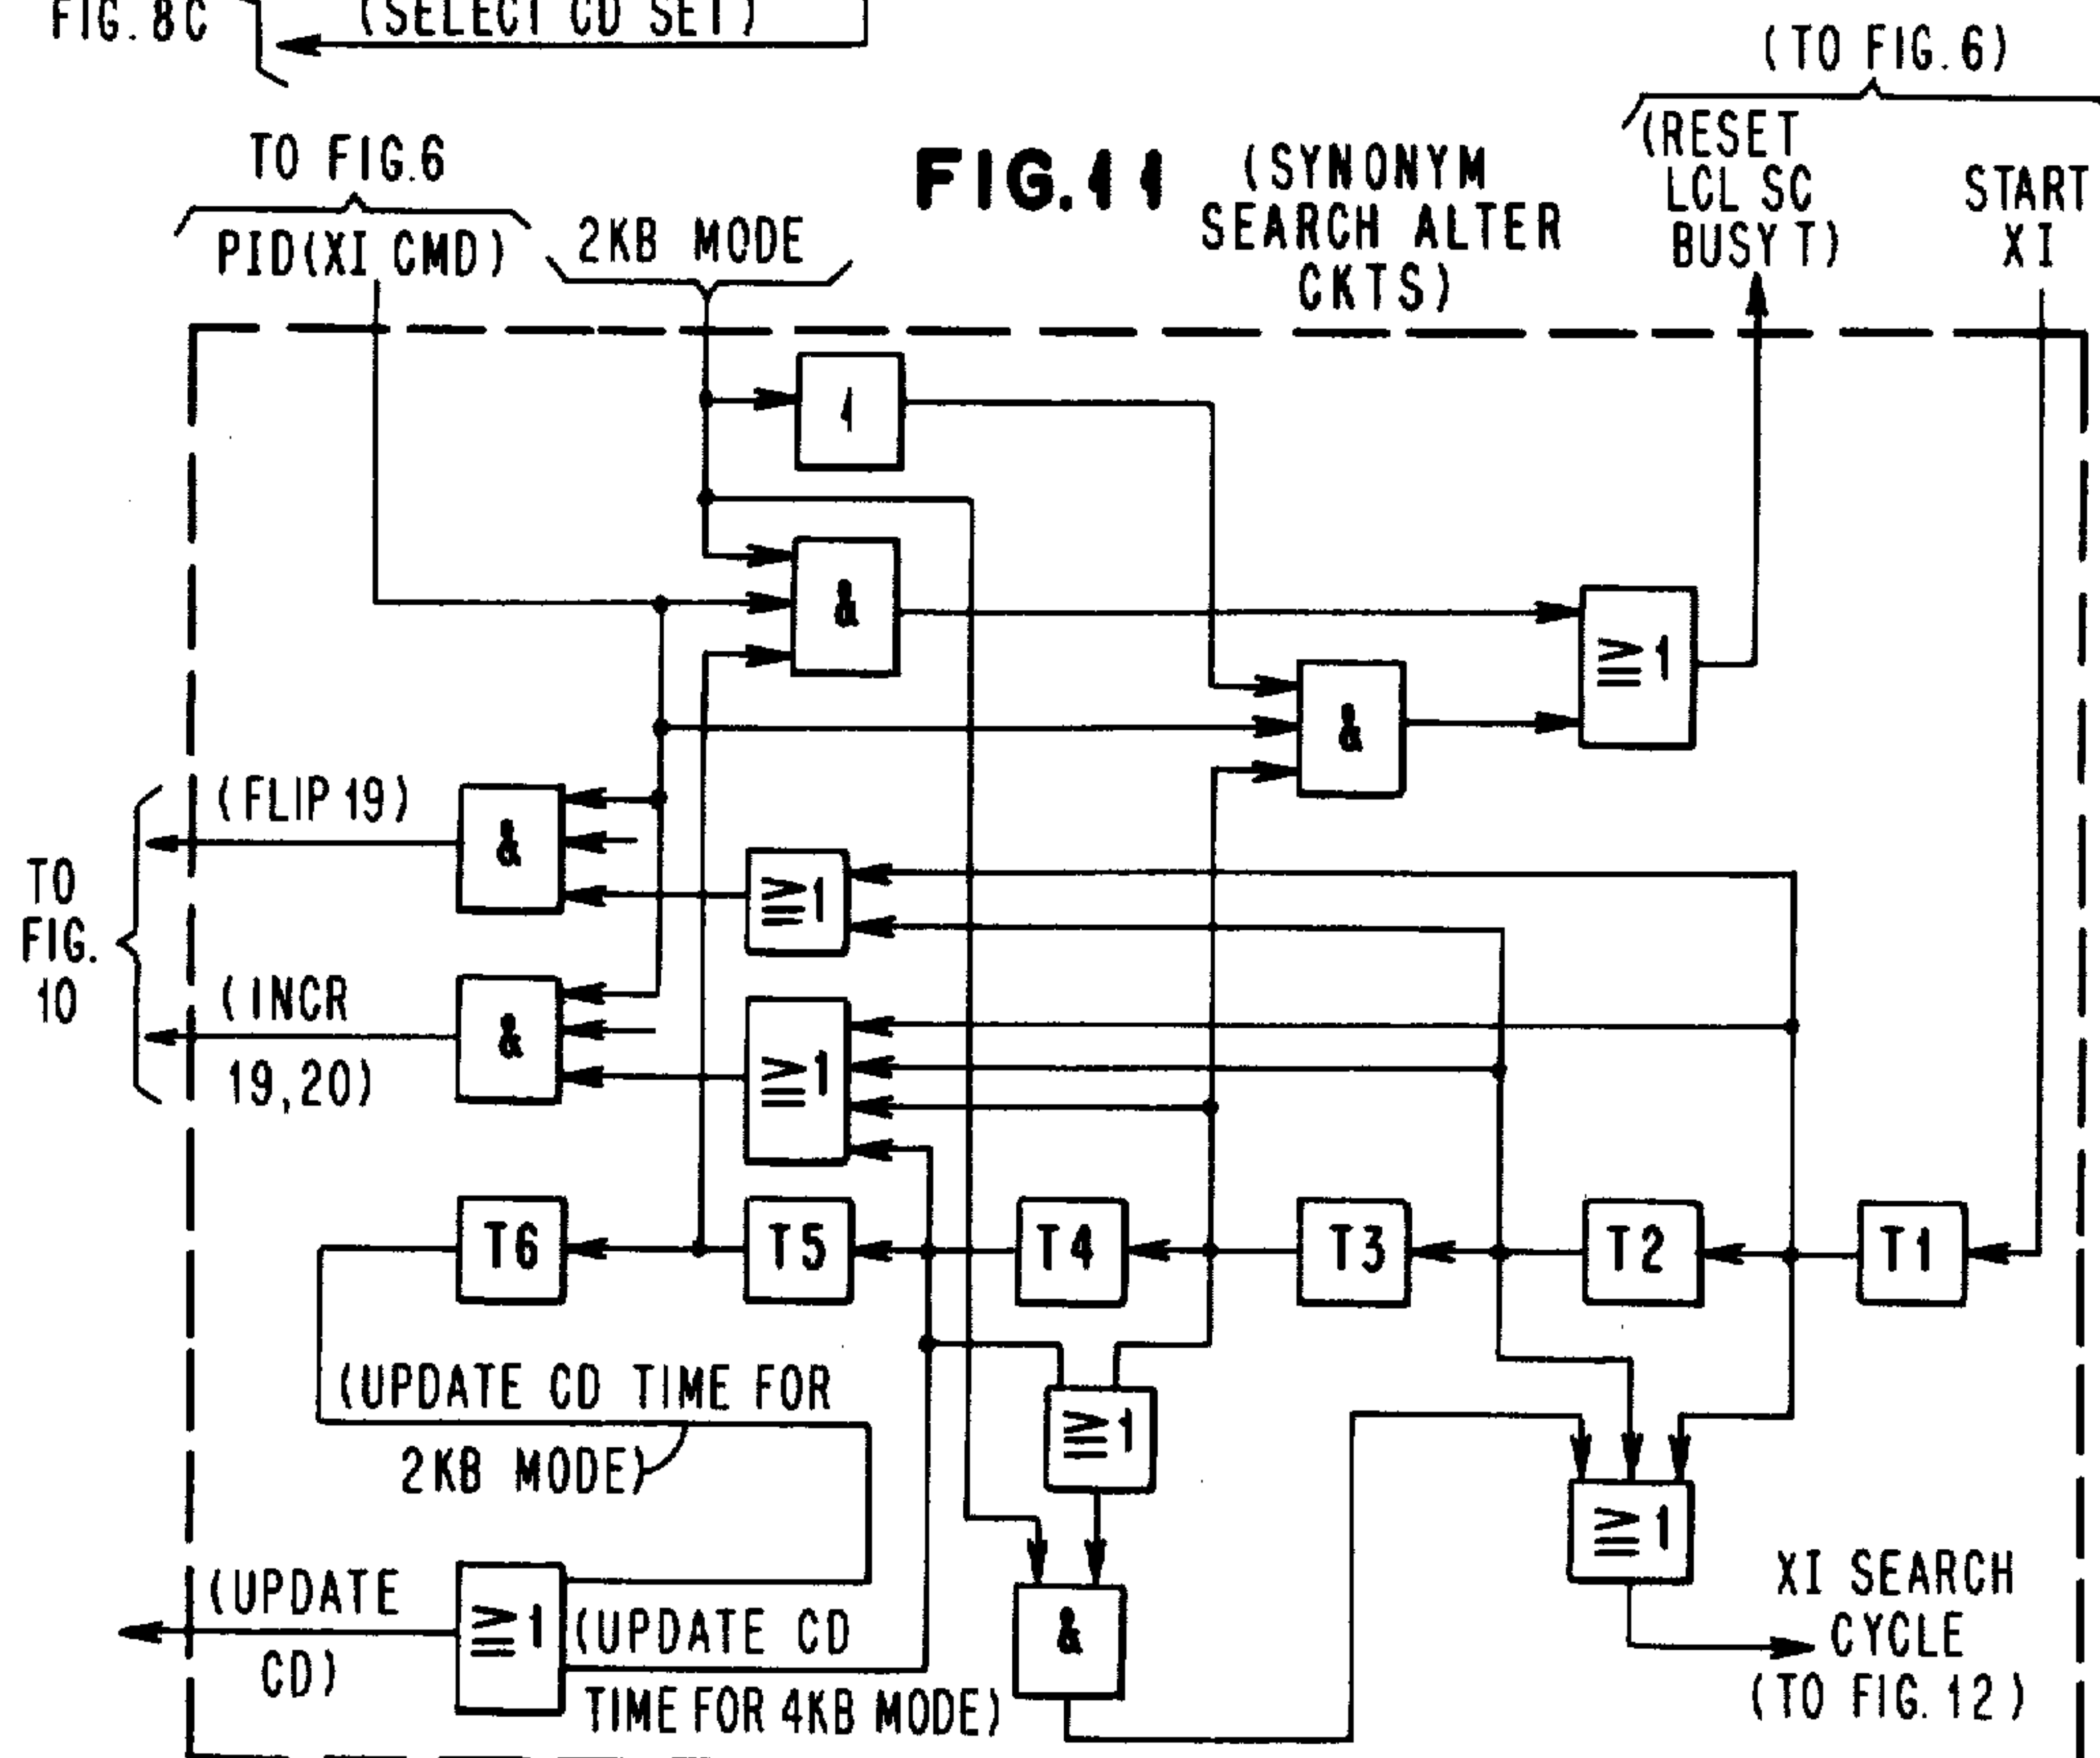 FIG. 8C
(SELECT CD SET)
(TO FIG. 6)
TO FIG.6
PID(XI CMD)
2KB MODE
FIG.11
(SYNONYM
SEARCH ALTER
CKTS)
(RESET
LCL SC
BUSY T)
START
XI
1
&
≧1
&
(FLIP 19)
&
≧1
TO
FIG.
10
(INCR
19,20)
&
≧1
T6
T5
T4
T3
T2
T1
(UPDATE CD TIME FOR
2KB MODE)
≧1
≧1
(UPDATE
CD)
≧1
(UPDATE CD
TIME FOR 4KB MODE)
&
XI SEARCH
CYCLE
(TO FIG. 12)